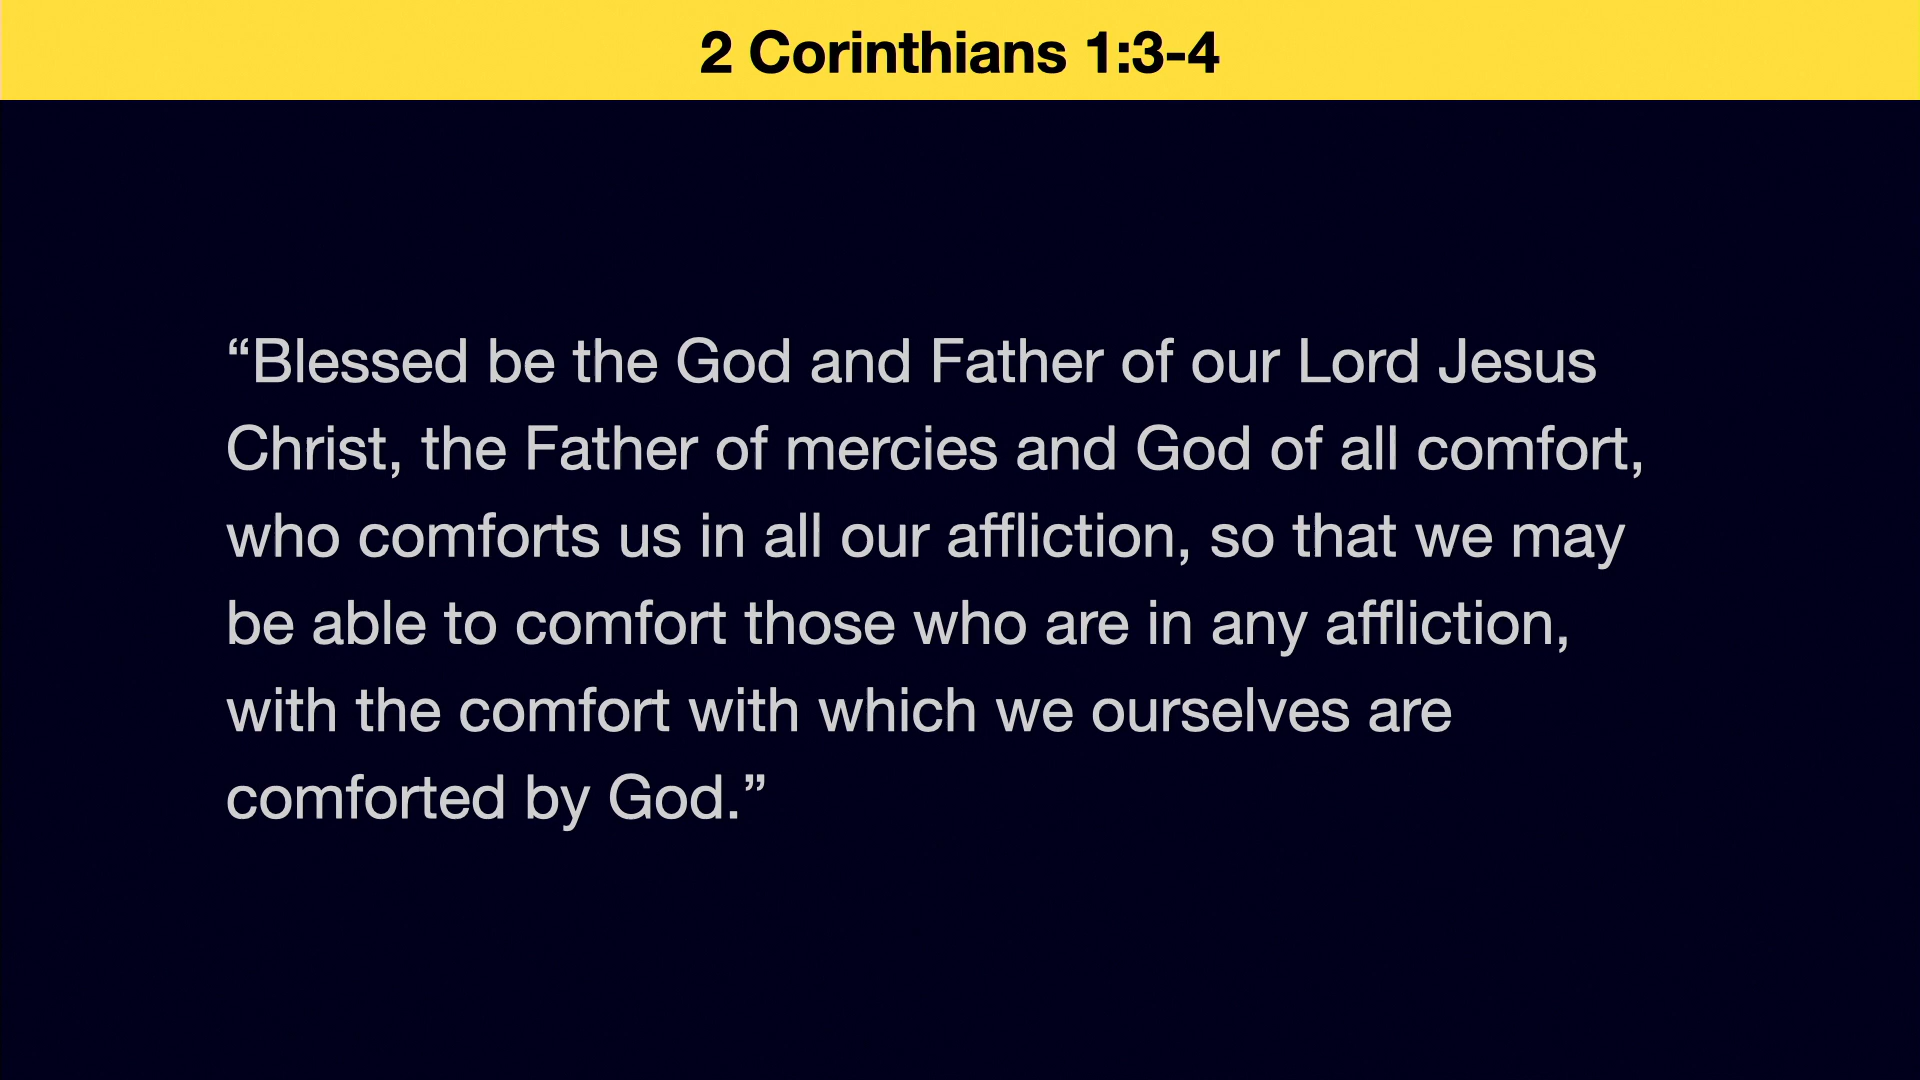 2 Corinthians 1:3-4
“Blessed be the God and Father of our Lord Jesus
Christ, the Father of mercies and God of all comfort,
who comforts us in all our affliction, so that we may
be able to comfort those who are in any affliction,
with the comfort with which we ourselves are
comforted by God.”